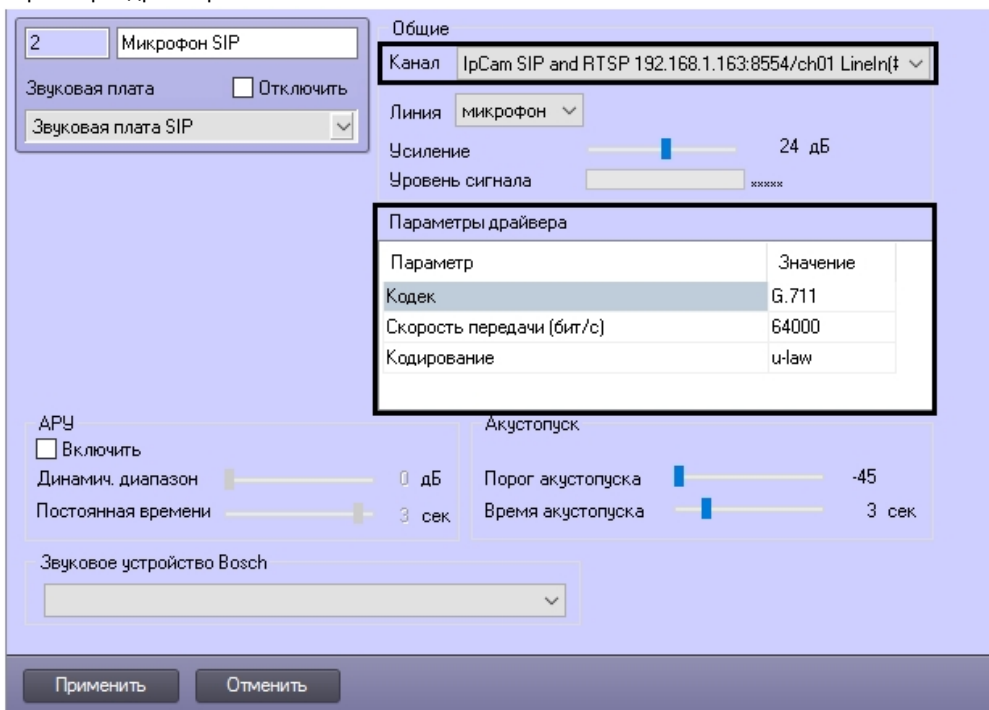 2
Микрофон SIP
Звуковая плата
Отключить
Звуковая плата SIP
Общие
Канал
IpCam SIP and RTSP 192.168.1.163:8554/ch01 LineIn(
Линия
микрофон
Усиление
24 дБ
Уровень сигнала
xxxxx
Параметры драйвера
Параметр Значение
Кодек G.711
Скорость передачи (бит/с) 64000
Кодирование u-law
АРУ
Включить
Динамич. диапазон 0 дБ
Постоянная времени 3 сек
Акустопуск
Порог акустопуска -45
Время акустопуска 3 сек
Звуковое устройство Bosch
Применить Отменить